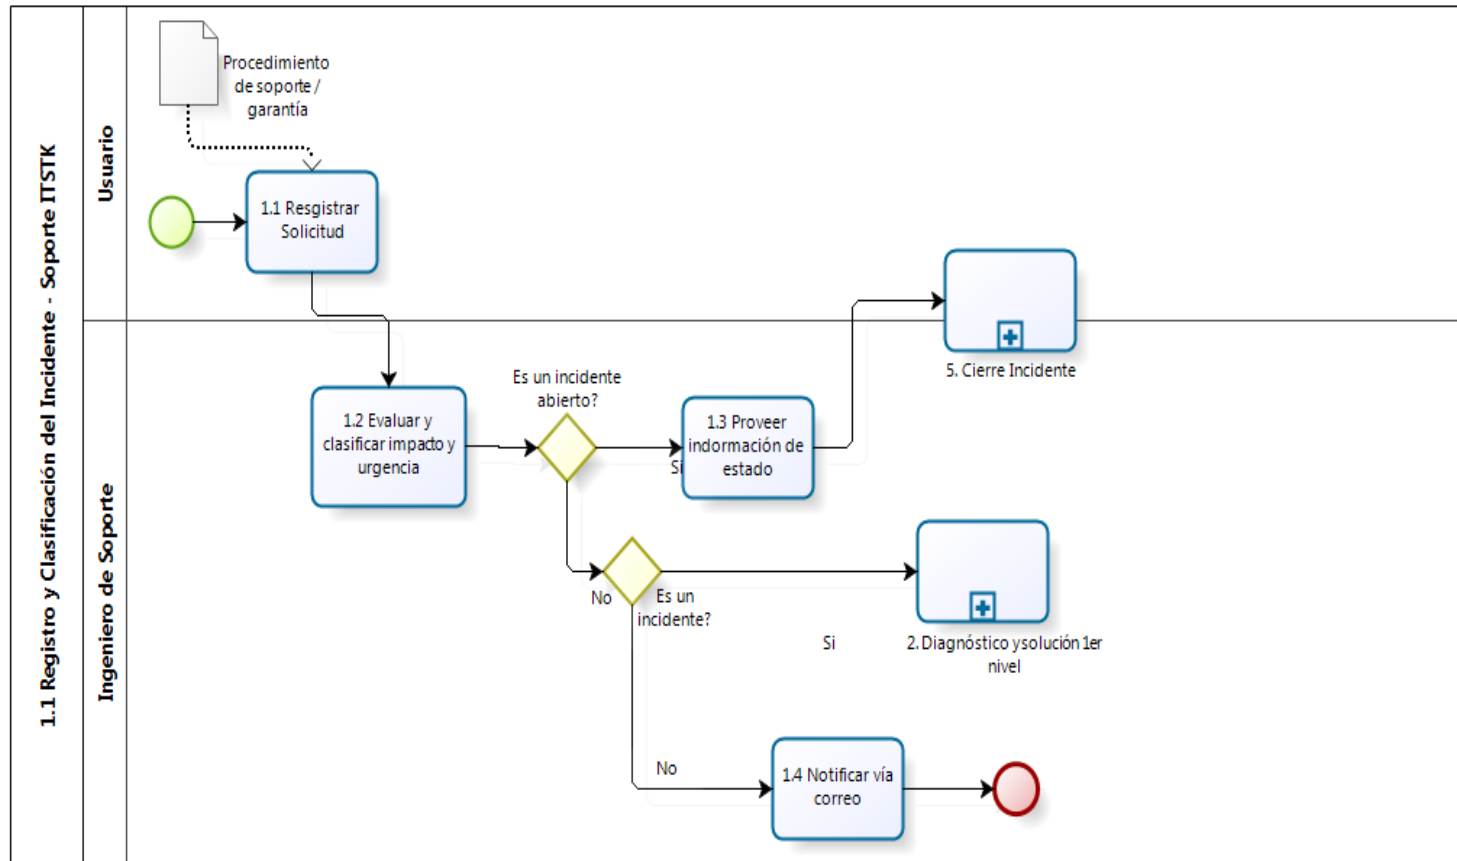 1.1 Registro y Clasificación del Incidente - Soporte ITSTK
Usuario
Procedimiento
de soporte /
garantía
1.1 Resgistrar
Solicitud
5. Cierre Incidente
Ingeniero de Soporte
1.2 Evaluar y
clasificar impacto y
urgencia
Es un incidente
abierto?
Si
1.3 Proveer
indormación de
estado
No
Es un
incidente?
Si
2. Diagnóstico y solución 1er
nivel
No
1.4 Notificar vía
correo